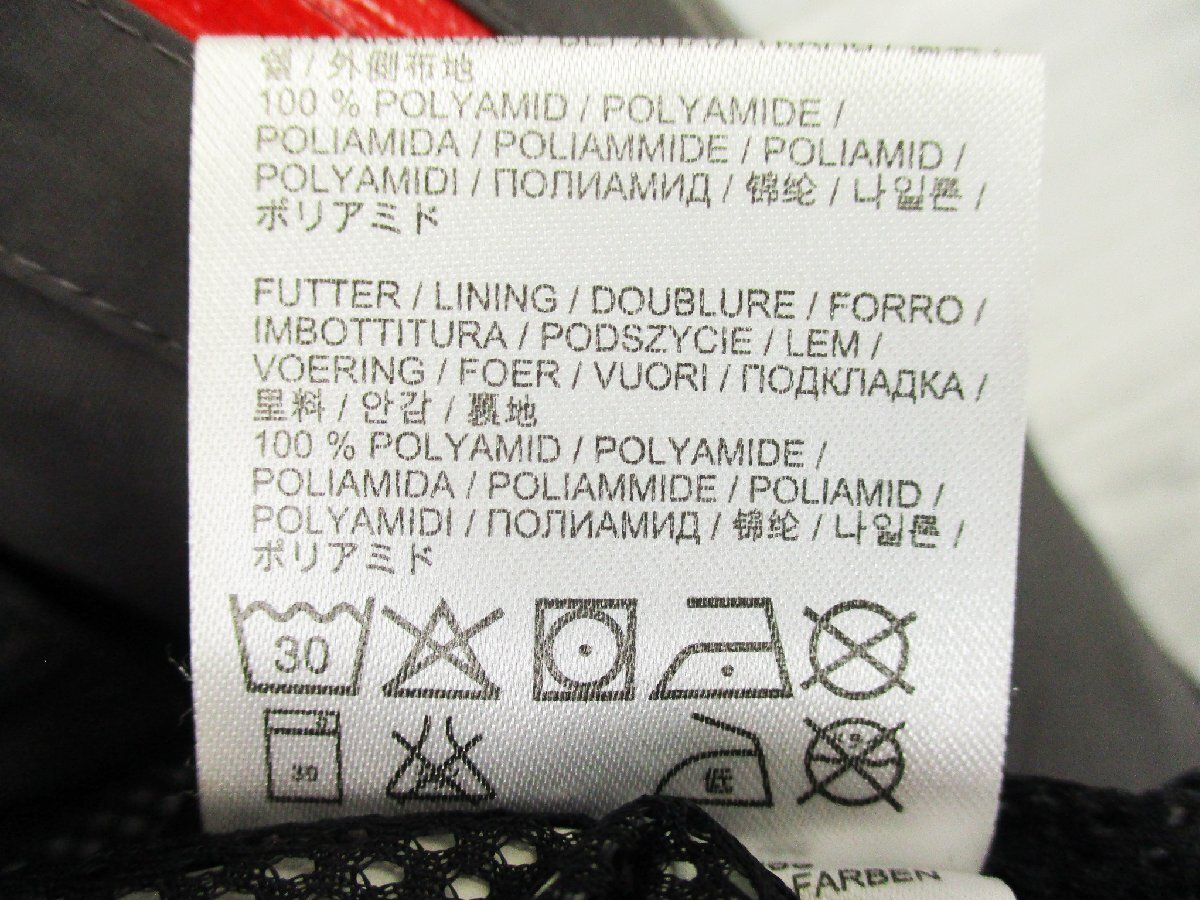 锢 / 外側布地
100 % POLYAMID / POLYAMIDE /
POLIAMIDA / POLIAMMIDE / POLIAMID /
POLYAMIDI / ПОЛИАМИД / 锦纶 / 나일론 /
ポリアミド
FUTTER / LINING / DOUBLURE / FORRO /
IMBOTTITURA / PODSZYCIE / LEM /
VOERING / FOER / VUORI / ПОДКЛАДКА /
里料 / 안감 / 裏地
100 % POLYAMID / POLYAMIDE /
POLIAMIDA / POLIAMMIDE / POLIAMID /
POLYAMIDI / ПОЛИАМИД / 锦纶 / 나일론 /
ポリアミド
30
30
低
FARBEN